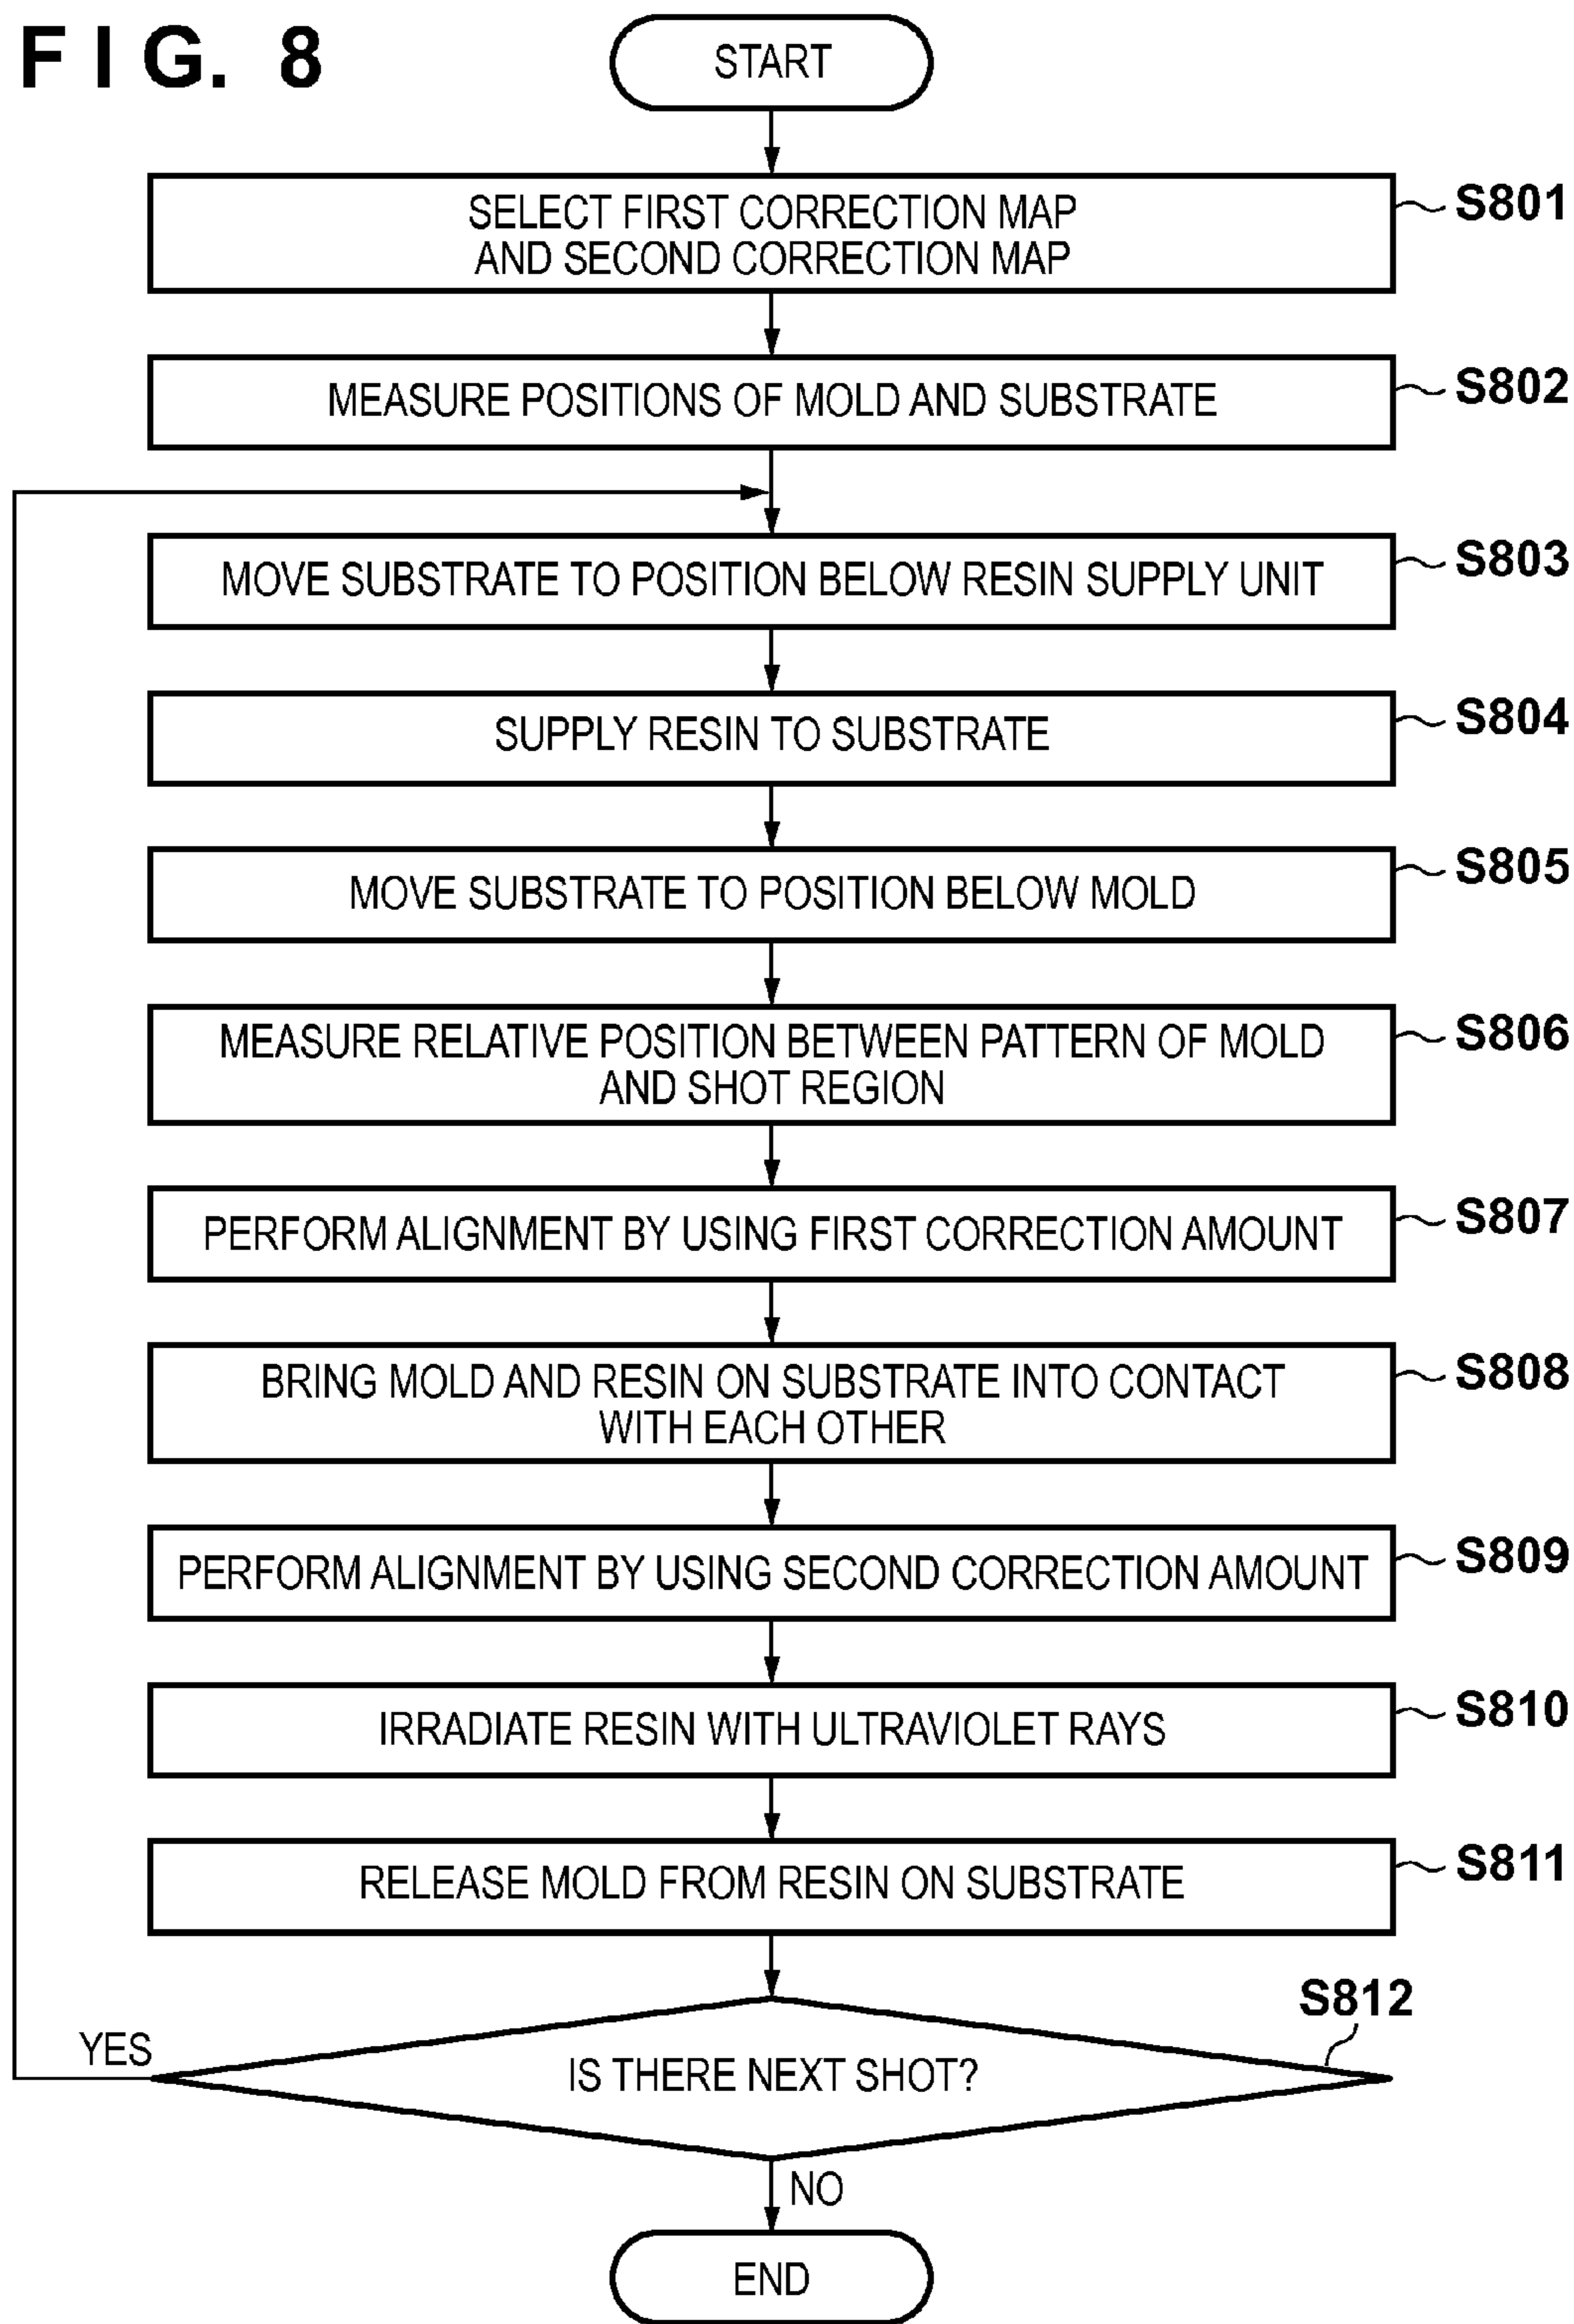 FIG. 8
START
SELECT FIRST CORRECTION MAP
AND SECOND CORRECTION MAP
S801
MEASURE POSITIONS OF MOLD AND SUBSTRATE
S802
MOVE SUBSTRATE TO POSITION BELOW RESIN SUPPLY UNIT
S803
SUPPLY RESIN TO SUBSTRATE
S804
MOVE SUBSTRATE TO POSITION BELOW MOLD
S805
MEASURE RELATIVE POSITION BETWEEN PATTERN OF MOLD
AND SHOT REGION
S806
PERFORM ALIGNMENT BY USING FIRST CORRECTION AMOUNT
S807
BRING MOLD AND RESIN ON SUBSTRATE INTO CONTACT
WITH EACH OTHER
S808
PERFORM ALIGNMENT BY USING SECOND CORRECTION AMOUNT
S809
IRRADIATE RESIN WITH ULTRAVIOLET RAYS
S810
RELEASE MOLD FROM RESIN ON SUBSTRATE
S811
S812
YES
IS THERE NEXT SHOT?
NO
END